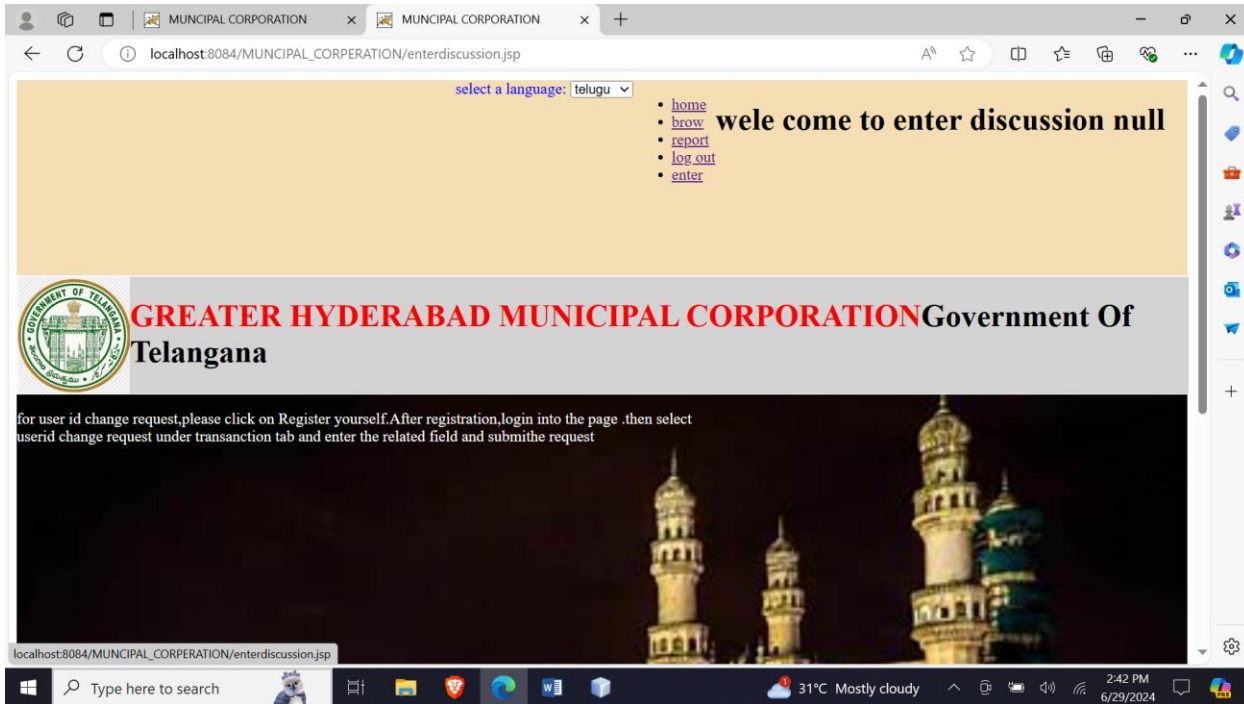 MUNCIPAL CORPORATION
MUNCIPAL CORPORATION
localhost:8084/MUNCIPAL_CORPERATION/enterdiscussion.jsp
select a language: telugu
home
brow
report
log out
enter
wele come to enter discussion null
GOVERNMENT OF
GREATER HYDERABAD MUNICIPAL CORPORATIONGovernment Of
Telangana
for user id change request,please click on Register yourself.After registration,login into the page .then select
userid change request under transanction tab and enter the related field and submithe request
localhost:8084/MUNCIPAL_CORPERATION/enterdiscussion.jsp
Type here to search
31°C Mostly cloudy
2:42 PM
6/29/2024